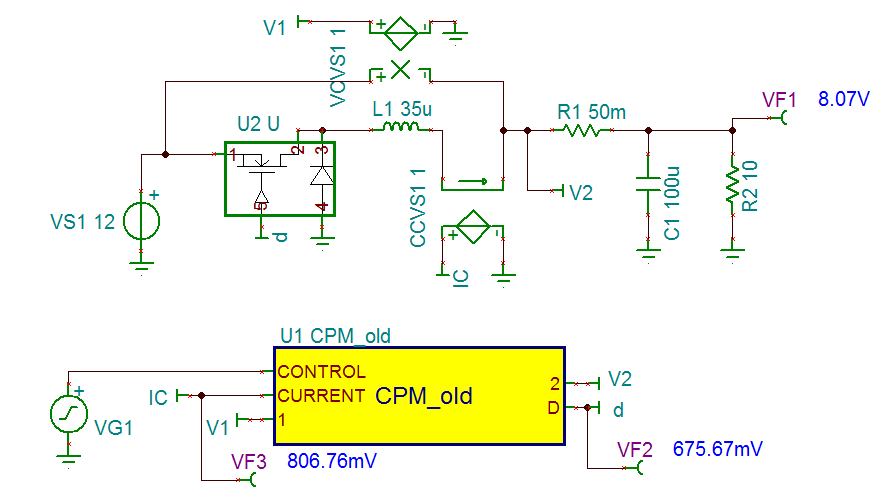 V1
VCVS1 1
+
-
+
-
L1 35u
R1 50m
VF1
8.07V
U2 U
1
2
3
5
4
d
VS1 12
+
CCVS1 1
+
-
IC
V2
C1 100u
R2 10
U1 CPM_old
CONTROL
CURRENT
1
CPM_old
2
D
V2
d
+
VG1
IC
V1
VF3
806.76mV
VF2
675.67mV